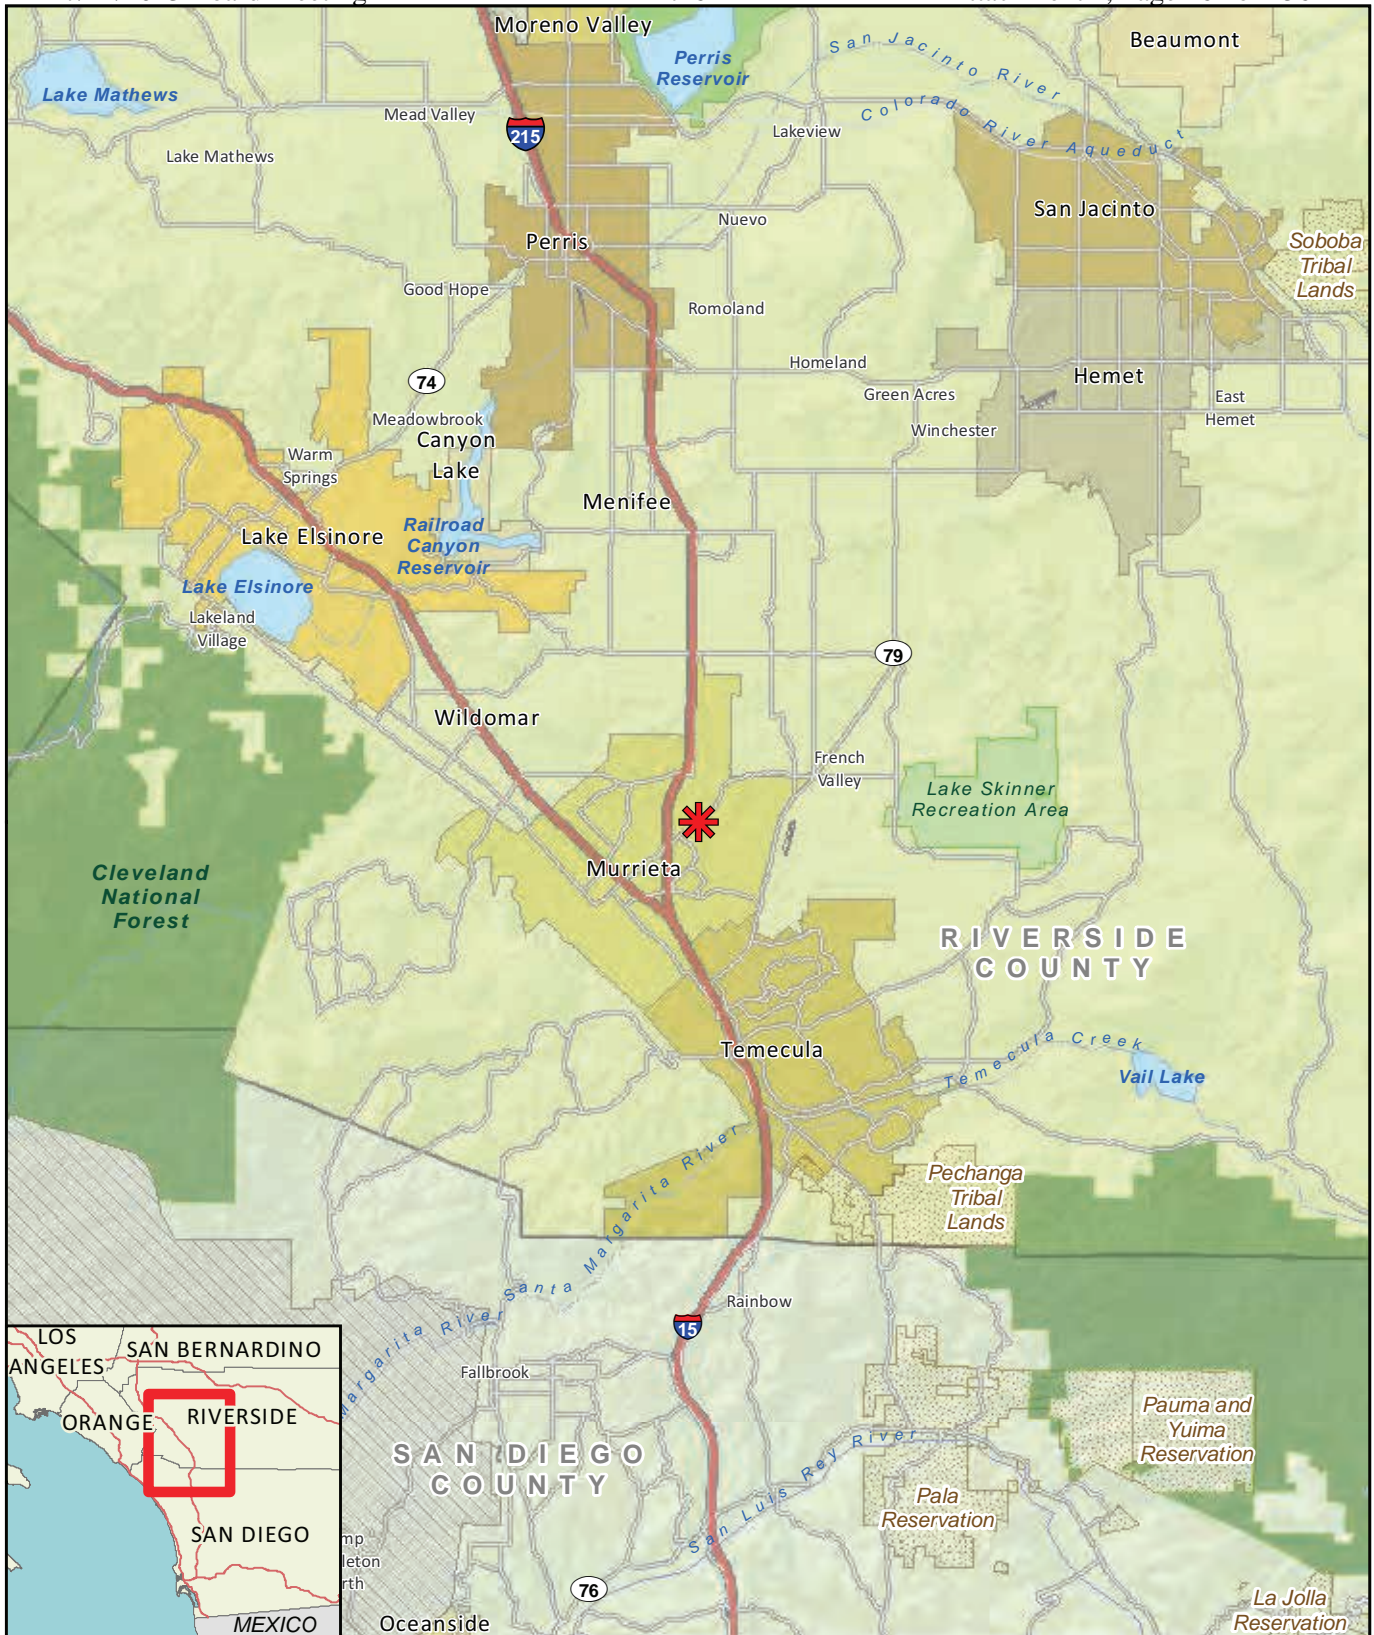 Moreno Valley
Perris
Reservoir
San Jacinto River
Beaumont
Lake Mathews
Mead Valley
215
Lakeview
Colorado River Aqueduct
Lake Mathews
San Jacinto
Nuevo
Perris
Soboba
Tribal
Lands
Good Hope
Romoland
Homeland
74
Hemet
Green Acres
East
Hemet
Meadowbrook
Canyon
Lake
Winchester
Warm
Springs
Menifee
Railroad
Canyon
Reservoir
Lake Elsinore
Lake Elsinore
Lakeland
Village
79
Wildomar
French
Valley
Lake Skinner
Recreation Area
Murrieta
Cleveland
National
Forest
RIVERSIDE
COUNTY
Temecula
Temecula Creek
Vail Lake
Santa Margarita River
Pechanga
Tribal
Lands
Rainbow
15
Margarita River
Fallbrook
Pauma and
Yuima
Reservation
SAN DIEGO
COUNTY
San Luis Rey River
Pala
Reservation
76
Oceanside
La Jolla
Reservation
LOS
ANGELES
SAN BERNARDINO
ORANGE
RIVERSIDE
SAN DIEGO
MEXICO